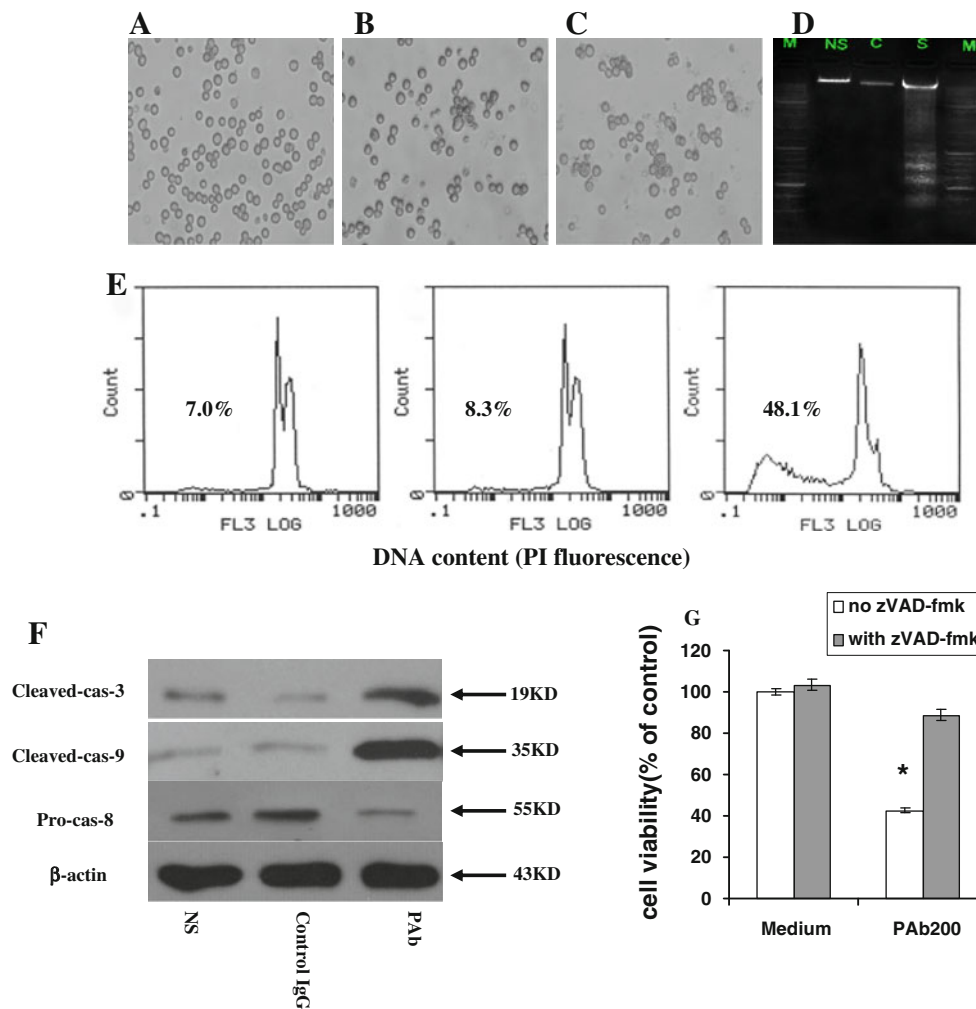 A
B
C
D
M NS C S M
E
Count
7.0%
0
.1 1000
FL3 LOG
Count
8.3%
0
.1 1000
FL3 LOG
Count
48.1%
0
.1 1000
FL3 LOG
DNA content (PI fluorescence)
F
Cleaved-cas-3
19KD
Cleaved-cas-9
35KD
Pro-cas-8
55KD
β-actin
43KD
NS
Control IgG
PAb
G
no zVAD-fmk
with zVAD-fmk
cell viability(% of control)
120
100
80
60
40
20
0
*
Medium
PAb200